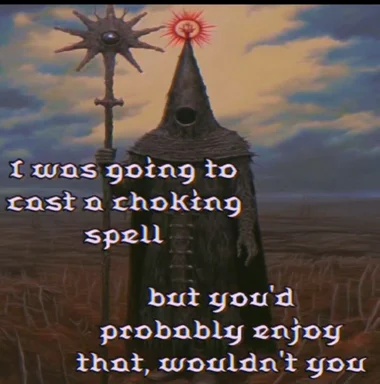 I was going to
cast a choking
spell
but you'd
probably enjoy
that, wouldn't you